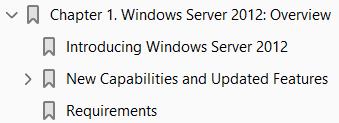 Chapter 1. Windows Server 2012: Overview
Introducing Windows Server 2012
New Capabilities and Updated Features
Requirements